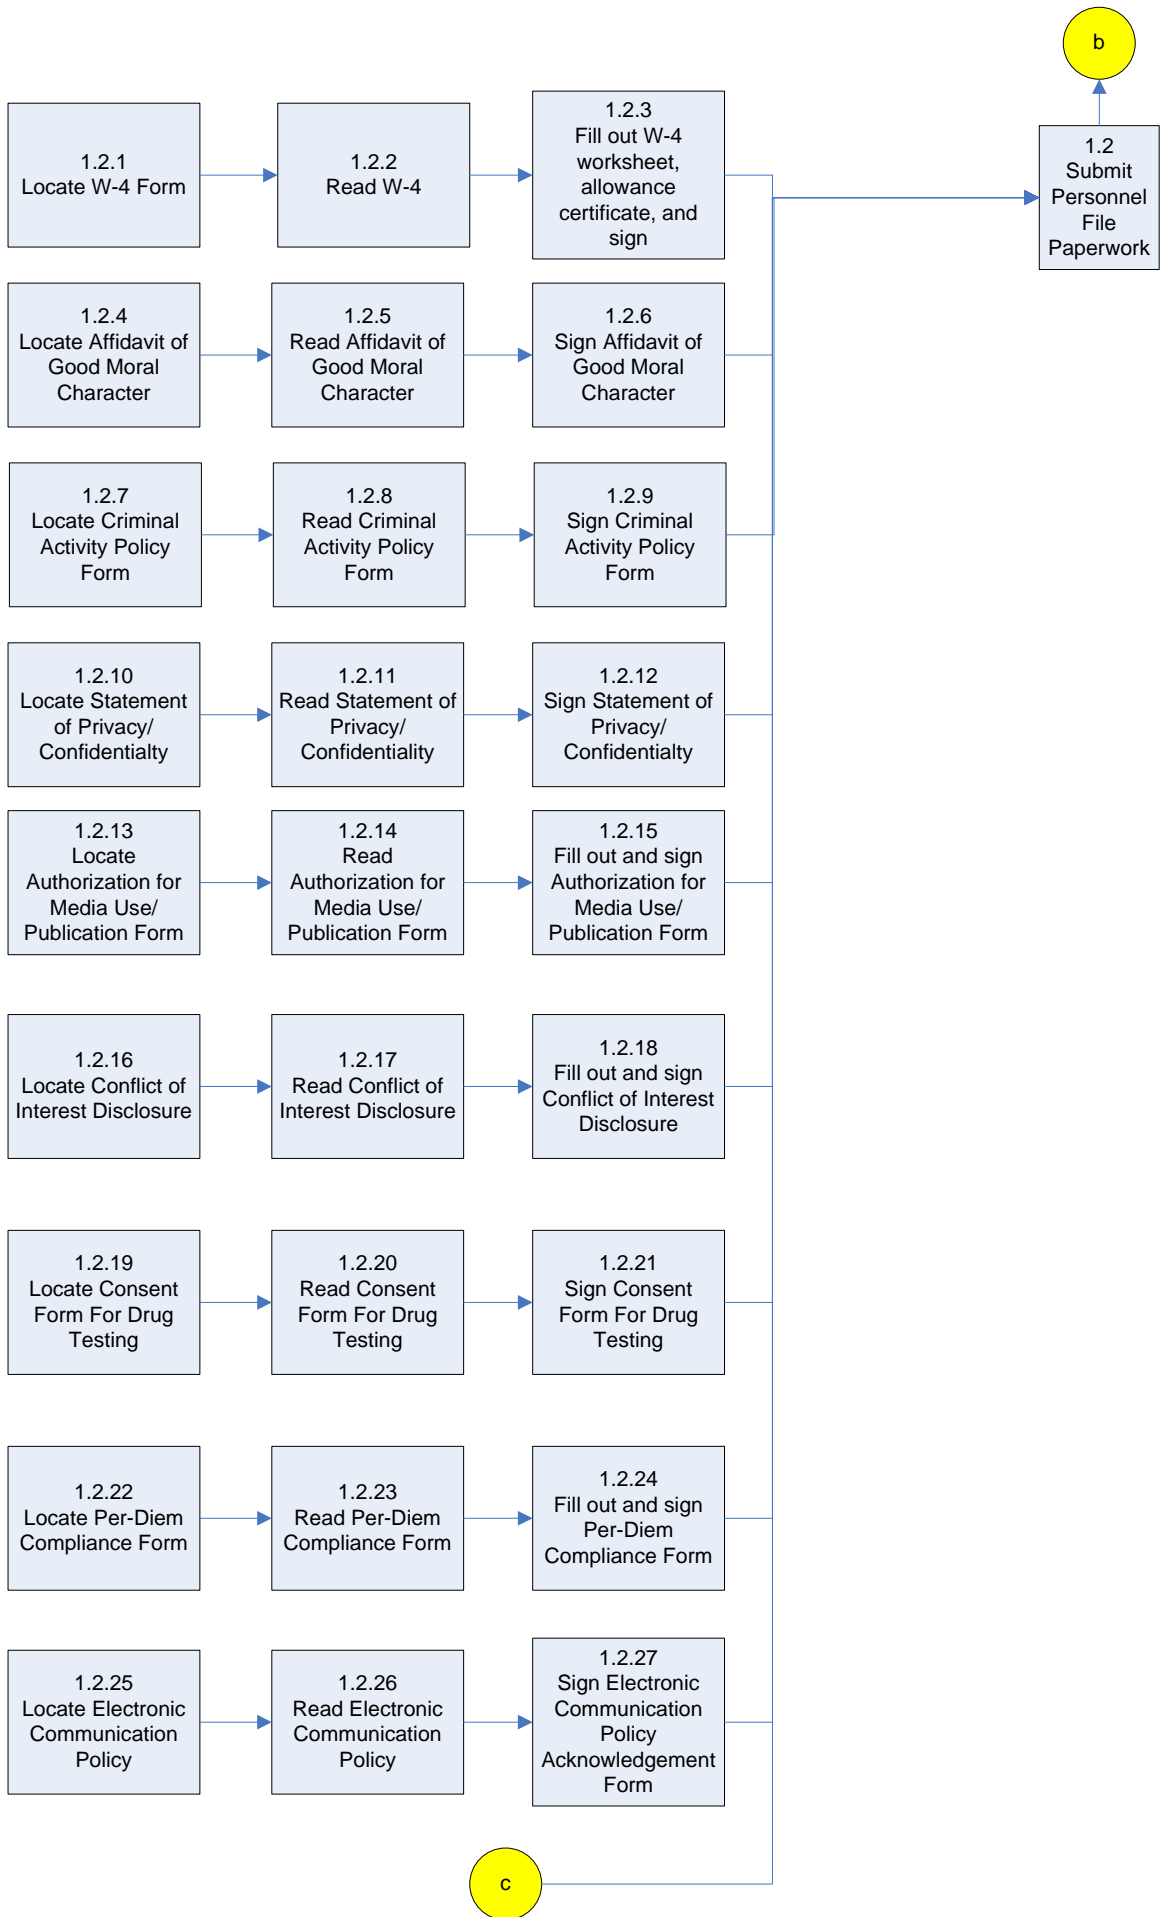 b
1.2.1
Locate W-4 Form
1.2.2
Read W-4
1.2.3
Fill out W-4
worksheet,
allowance
certificate, and
sign
1.2
Submit
Personnel
File
Paperwork
1.2.4
Locate Affidavit of
Good Moral
Character
1.2.5
Read Affidavit of
Good Moral
Character
1.2.6
Sign Affidavit of
Good Moral
Character
1.2.7
Locate Criminal
Activity Policy
Form
1.2.8
Read Criminal
Activity Policy
Form
1.2.9
Sign Criminal
Activity Policy
Form
1.2.10
Locate Statement
of Privacy/
Confidentialty
1.2.11
Read Statement of
Privacy/
Confidentiality
1.2.12
Sign Statement of
Privacy/
Confidentialty
1.2.13
Locate
Authorization for
Media Use/
Publication Form
1.2.14
Read
Authorization for
Media Use/
Publication Form
1.2.15
Fill out and sign
Authorization for
Media Use/
Publication Form
1.2.16
Locate Conflict of
Interest Disclosure
1.2.17
Read Conflict of
Interest Disclosure
1.2.18
Fill out and sign
Conflict of Interest
Disclosure
1.2.19
Locate Consent
Form For Drug
Testing
1.2.20
Read Consent
Form For Drug
Testing
1.2.21
Sign Consent
Form For Drug
Testing
1.2.22
Locate Per-Diem
Compliance Form
1.2.23
Read Per-Diem
Compliance Form
1.2.24
Fill out and sign
Per-Diem
Compliance Form
1.2.25
Locate Electronic
Communication
Policy
1.2.26
Read Electronic
Communication
Policy
1.2.27
Sign Electronic
Communication
Policy
Acknowledgement
Form
c